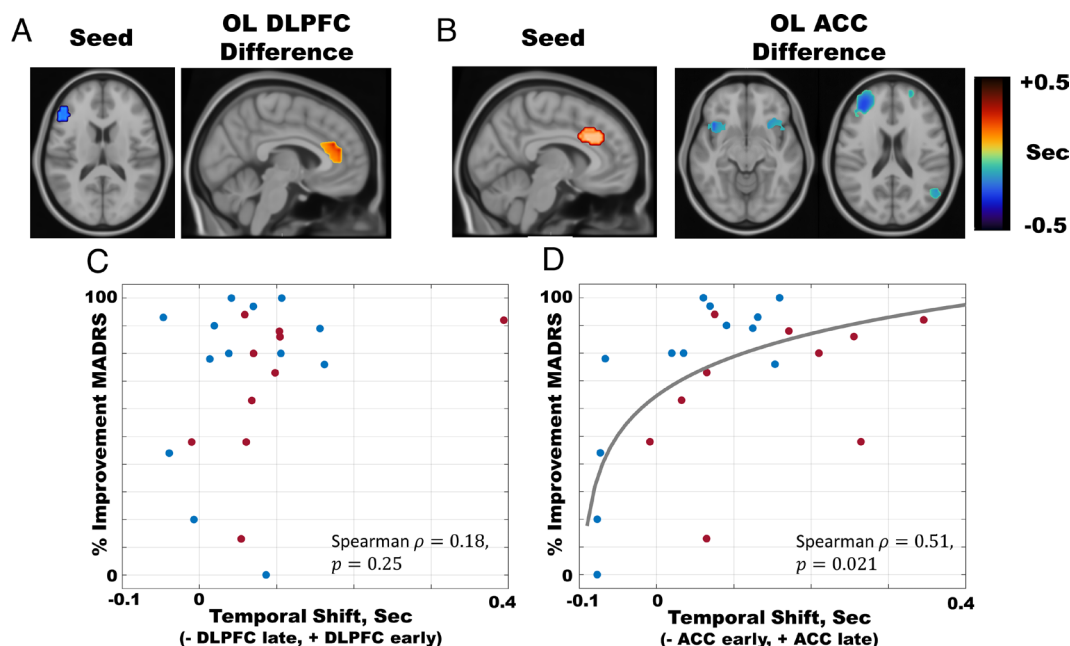 A
Seed
OL DLPFC
Difference
B
Seed
OL ACC
Difference
+0.5
Sec
-0.5
C
% Improvement MADRS
100
0
-0.1
0
0.4
Spearman ρ = 0.18,
p = 0.25
Temporal Shift, Sec
(- DLPFC late, + DLPFC early)
D
% Improvement MADRS
100
0
-0.1
0
0.4
Spearman ρ = 0.51,
p = 0.021
Temporal Shift, Sec
(- ACC early, + ACC late)